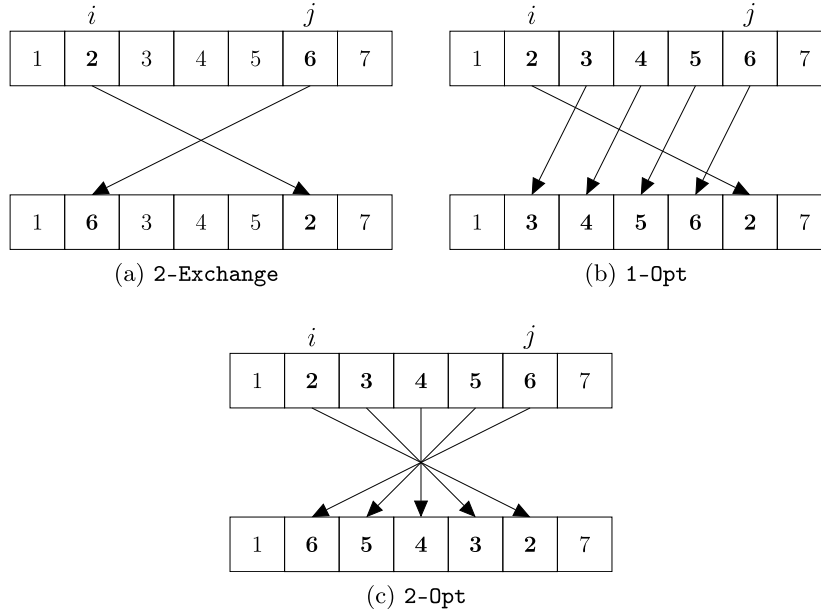 i j
1 2 3 4 5 6 7
1 6 3 4 5 2 7
(a) 2-Exchange
i j
1 2 3 4 5 6 7
1 3 4 5 6 2 7
(b) 1-Opt
i j
1 2 3 4 5 6 7
1 6 5 4 3 2 7
(c) 2-Opt